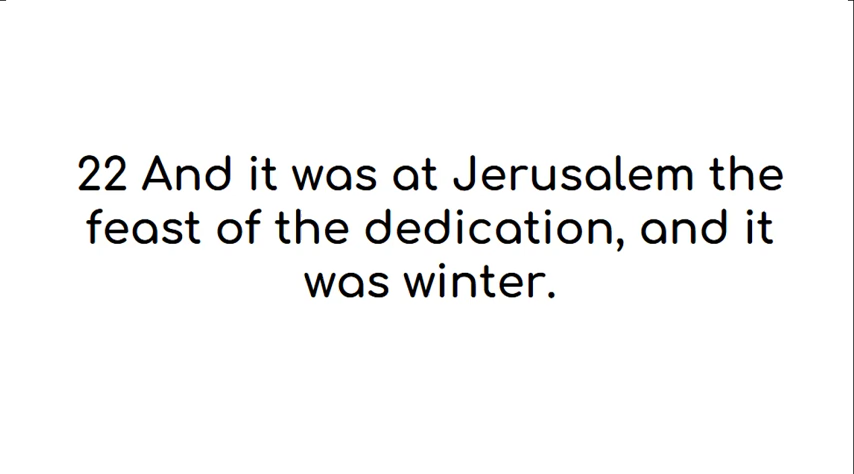 22 And it was at Jerusalem the
feast of the dedication, and it
was winter.